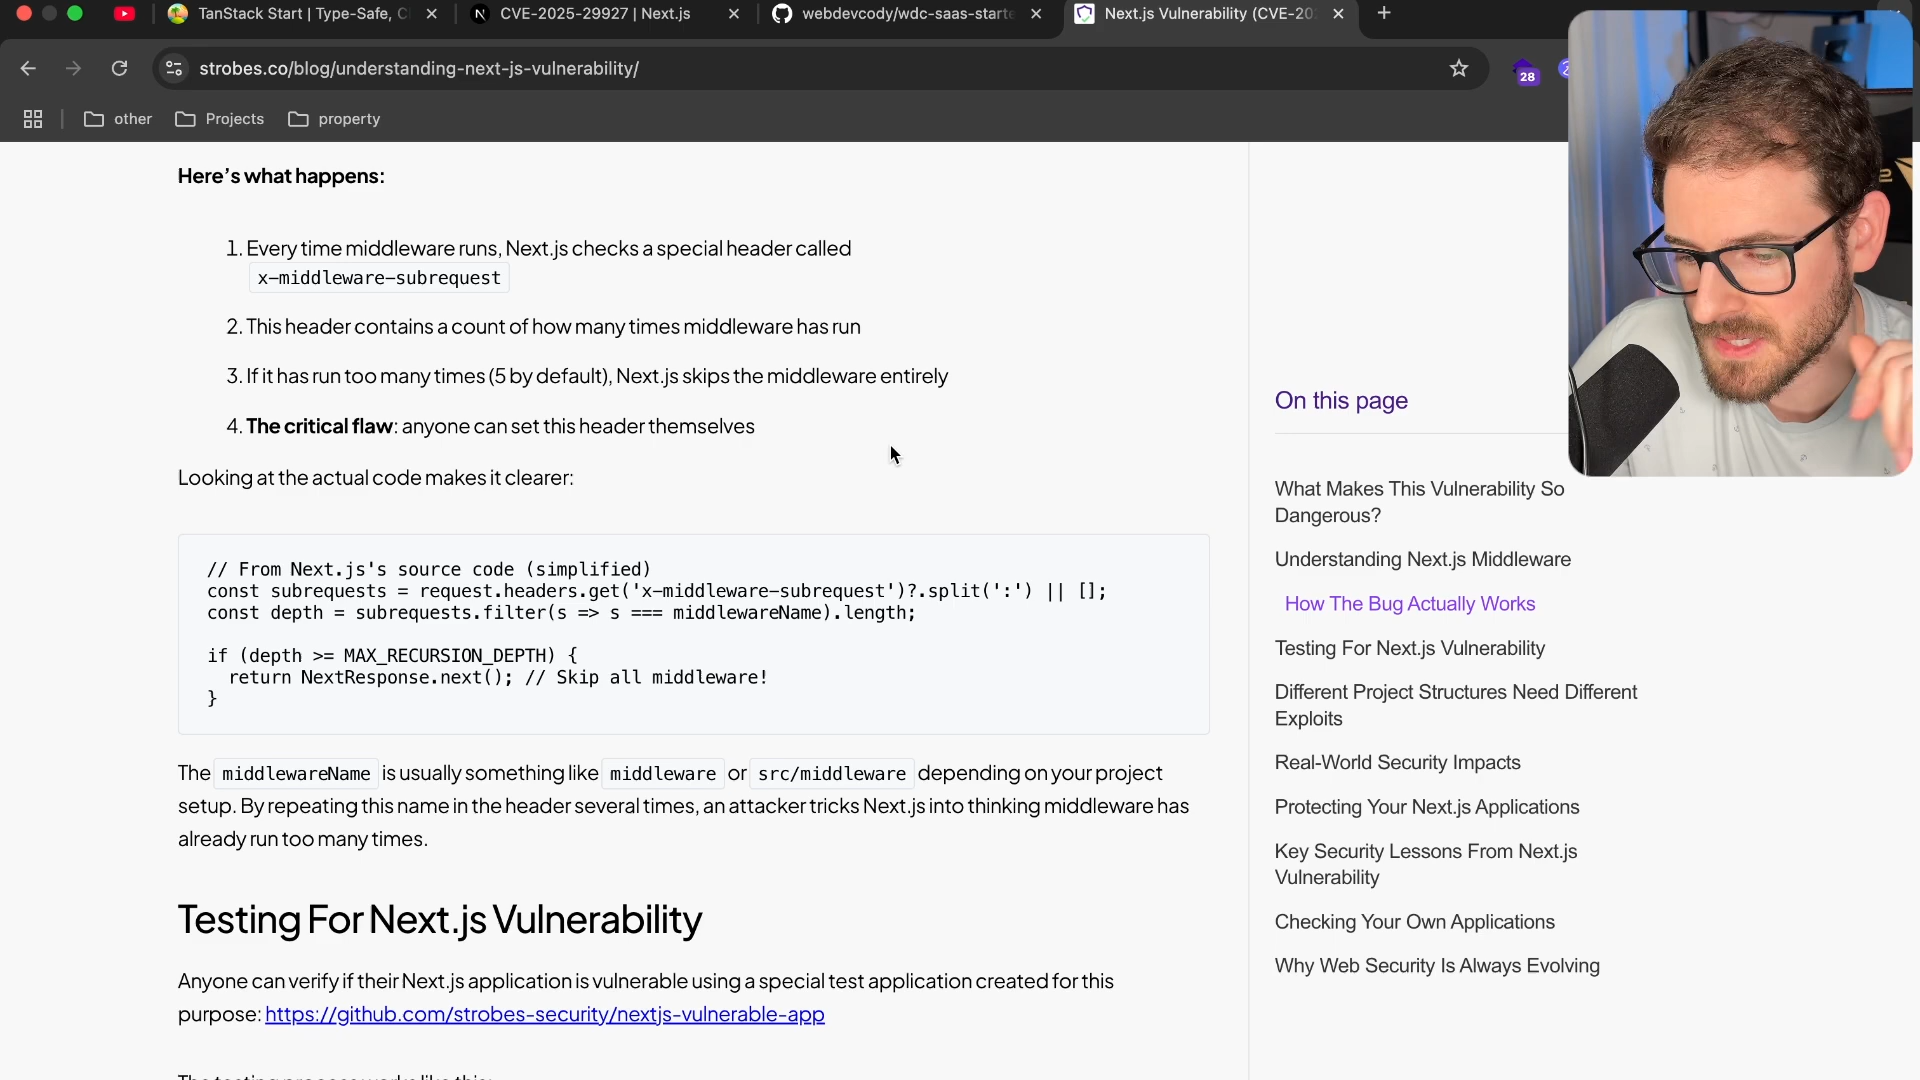 TanStack Start | Type-Safe, C
CVE-2025-29927 | Next.js
webdevcody/wdc-saas-starte
Next.js Vulnerability (CVE-20
strobes.co/blog/understanding-next-js-vulnerability/
28
other
Projects
property
Here's what happens:
1. Every time middleware runs, Next.js checks a special header called
x-middleware-subrequest
2. This header contains a count of how many times middleware has run
3. If it has run too many times (5 by default), Next.js skips the middleware entirely
4. The critical flaw: anyone can set this header themselves
Looking at the actual code makes it clearer:
// From Next.js's source code (simplified)
const subrequests = request.headers.get('x-middleware-subrequest')?.split(':') || [];
const depth = subrequests.filter(s => s === middlewareName).length;
if (depth >= MAX_RECURSION_DEPTH) {
return NextResponse.next(); // Skip all middleware!
}
The middlewareName is usually something like middleware or src/middleware depending on your project
setup. By repeating this name in the header several times, an attacker tricks Next.js into thinking middleware has
already run too many times.
Testing For Next.js Vulnerability
Anyone can verify if their Next.js application is vulnerable using a special test application created for this
purpose: https://github.com/strobes-security/nextjs-vulnerable-app
The testing process works like this:
On this page
What Makes This Vulnerability So
Dangerous?
Understanding Next.js Middleware
How The Bug Actually Works
Testing For Next.js Vulnerability
Different Project Structures Need Different
Exploits
Real-World Security Impacts
Protecting Your Next.js Applications
Key Security Lessons From Next.js
Vulnerability
Checking Your Own Applications
Why Web Security Is Always Evolving